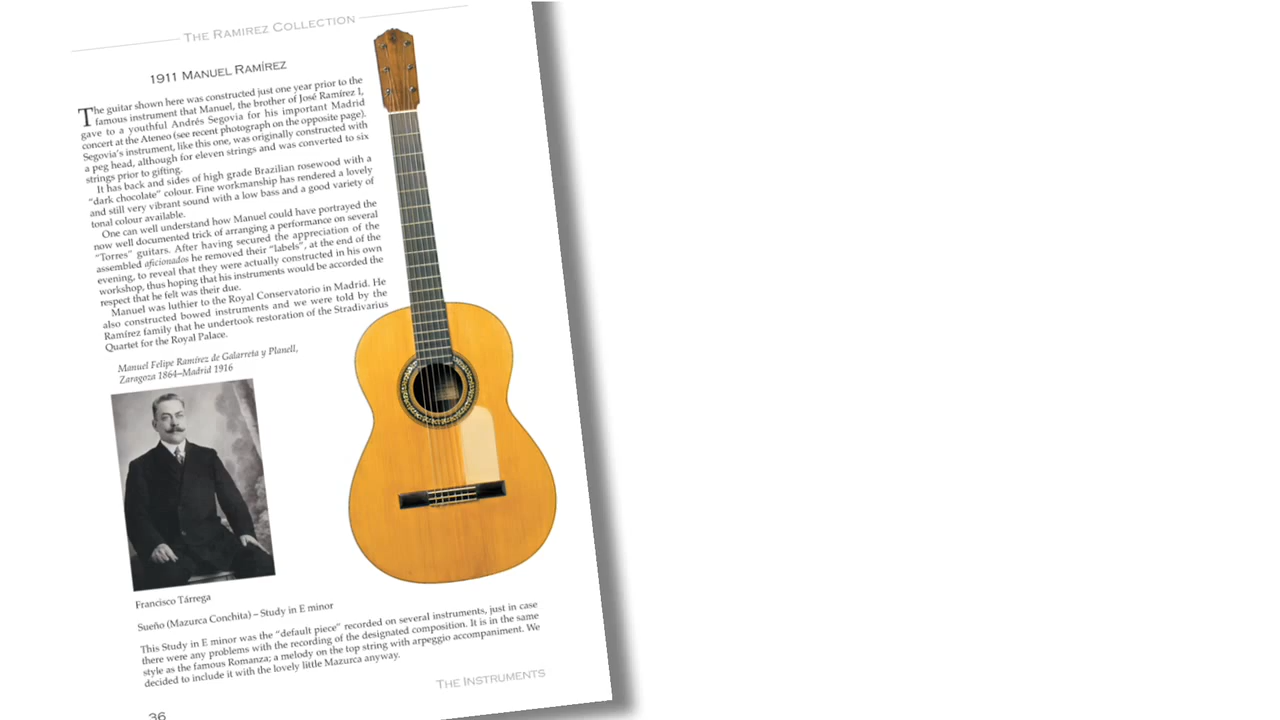 THE RAMIREZ COLLECTION
1911 MANUEL RAMÍREZ
The guitar shown here was constructed just one year prior to the
famous instrument that Manuel, the brother of José Ramírez I,
gave to a youthful Andrés Segovia for his important Madrid
concert at the Ateneo (see recent photograph on the opposite page).
Segovia's instrument, like this one, was originally constructed with
a peg head, although for eleven strings and was converted to six
strings prior to gifting.
It has back and sides of high grade Brazilian rosewood with a
“dark chocolate” colour. Fine workmanship has rendered a lovely
and still very vibrant sound with a low bass and a good variety of
tonal colour available.
One can well understand how Manuel could have portrayed the
now well documented trick of arranging a performance on several
“Torres” guitars. After having secured the appreciation of the
assembled aficionados he removed their “labels”, at the end of the
evening, to reveal that they were actually constructed in his own
workshop, thus hoping that his instruments would be accorded the
respect that he felt was their due.
Manuel was luthier to the Royal Conservatorio in Madrid. He
also constructed bowed instruments and we were told by the
Ramírez family that he undertook restoration of the Stradivarius
Quartet for the Royal Palace.
Manuel Felipe Ramírez de Galarreta y Planell,
Zaragoza 1864–Madrid 1916
Francisco Tárrega
Sueño (Mazurca Conchita) – Study in E minor
This Study in E minor was the “default piece” recorded on several instruments, just in case
there were any problems with the recording of the designated composition. It is in the same
style as the famous Romanza; a melody on the top string with arpeggio accompaniment. We
decided to include it with the lovely little Mazurca anyway.
THE INSTRUMENTS
36